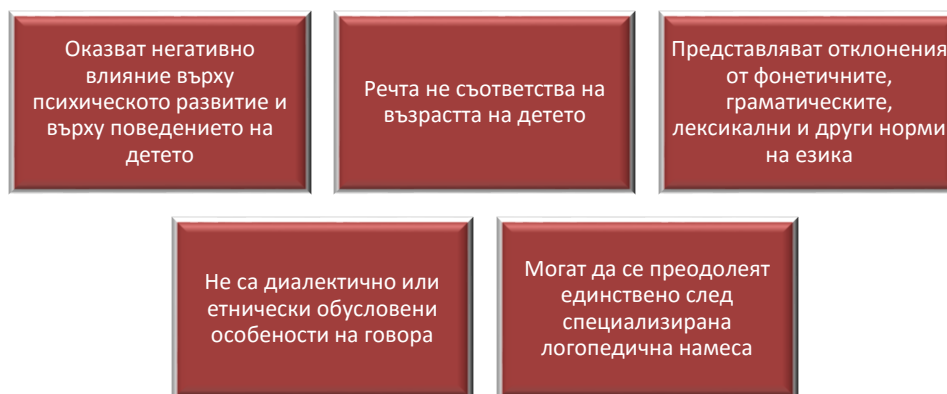 Оказват негативно
влияние върху
психическото развитие и
върху поведението на
детето
Речта не съответства на
възрастта на детето
Представляват отклонения
от фонетичните,
граматическите,
лексикални и други норми
на езика
Не са диалектично или
етнически обусловени
особености на говора
Могат да се преодолеят
единствено след
специализирана
логопедична намеса